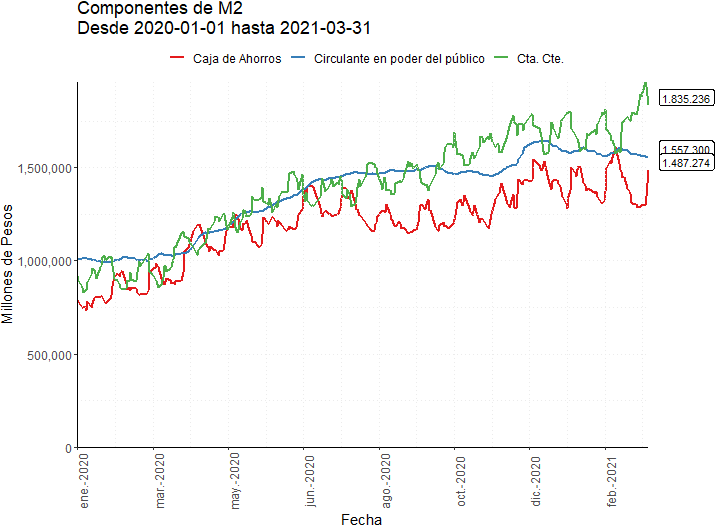 Componentes de M2
Desde 2020-01-01 hasta 2021-03-31
Caja de Ahorros Circulante en poder del público Cta. Cte.
1.835.236
1.557.300
1.487.274
1,500,000
1,000,000
500,000
0
Millones de Pesos
ene.-2020 mar.-2020 may.-2020 jun.-2020 ago.-2020 oct.-2020 dic.-2020 feb.-2021
Fecha